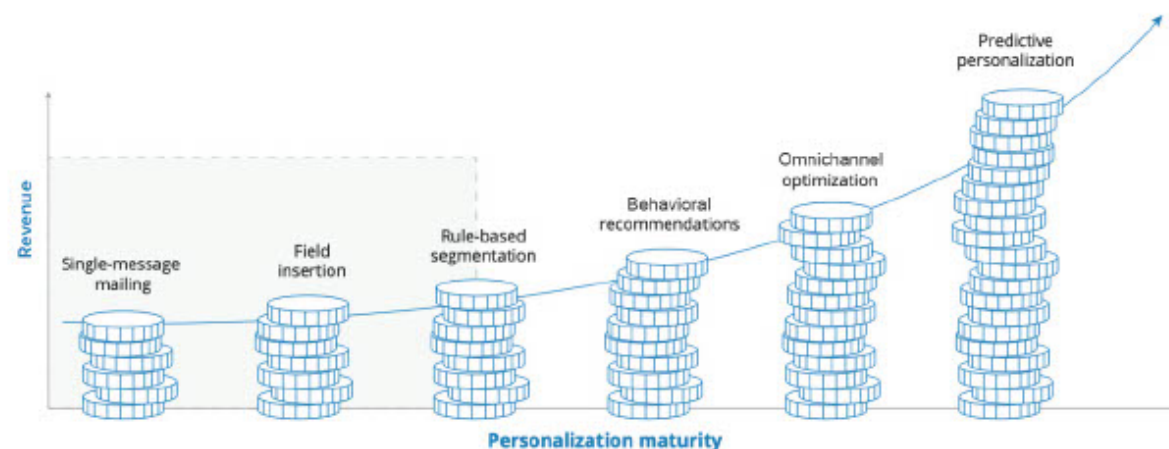 Predictive
personalization
Omnichannel
optimization
Behavioral
recommendations
Rule-based
segmentation
Field
insertion
Single-message
mailing
Revenue
Personalization maturity